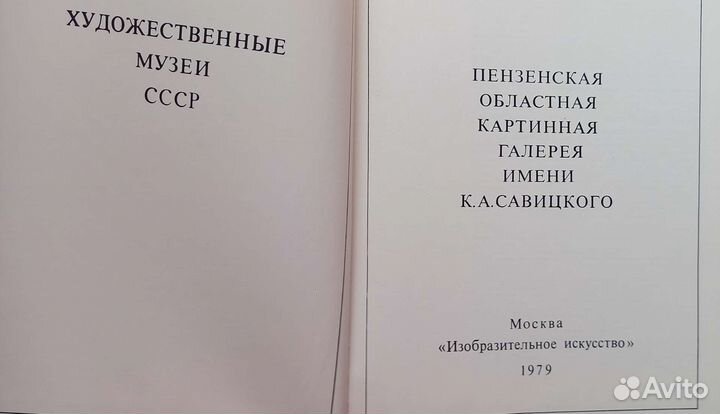 ХУДОЖЕСТВЕННЫЕ
МУЗЕИ
СССР
ПЕНЗЕНСКАЯ
ОБЛАСТНАЯ
КАРТИННАЯ
ГАЛЕРЕЯ
ИМЕНИ
К.А.САВИЦКОГО
Москва
«Изобразительное искусство»
1979
Avito